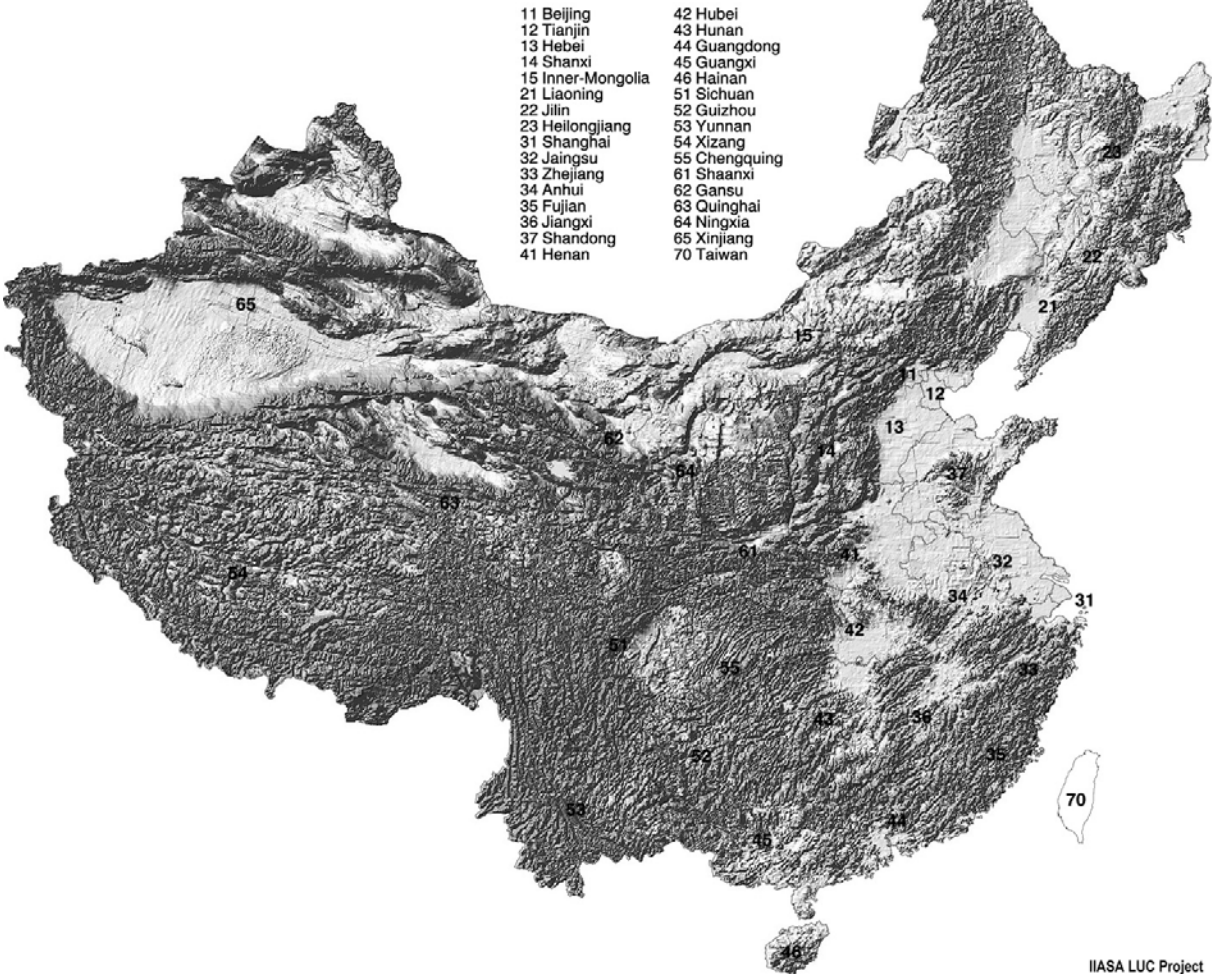 11 Beijing
12 Tianjin
13 Hebei
14 Shanxi
15 Inner-Mongolia
21 Liaoning
22 Jilin
23 Heilongjiang
31 Shanghai
32 Jaingsu
33 Zhejiang
34 Anhui
35 Fujian
36 Jiangxi
37 Shandong
41 Henan
42 Hubei
43 Hunan
44 Guangdong
45 Guangxi
46 Hainan
51 Sichuan
52 Guizhou
53 Yunnan
54 Xizang
55 Chengquing
61 Shaanxi
62 Gansu
63 Quinghai
64 Ningxia
65 Xinjiang
70 Taiwan
23
22
65
21
15
11
12
13
62
14
64
37
63
61
41
32
54
34
31
42
51
55
33
43
36
52
35
70
53
44
45
46
IIASA LUC Project